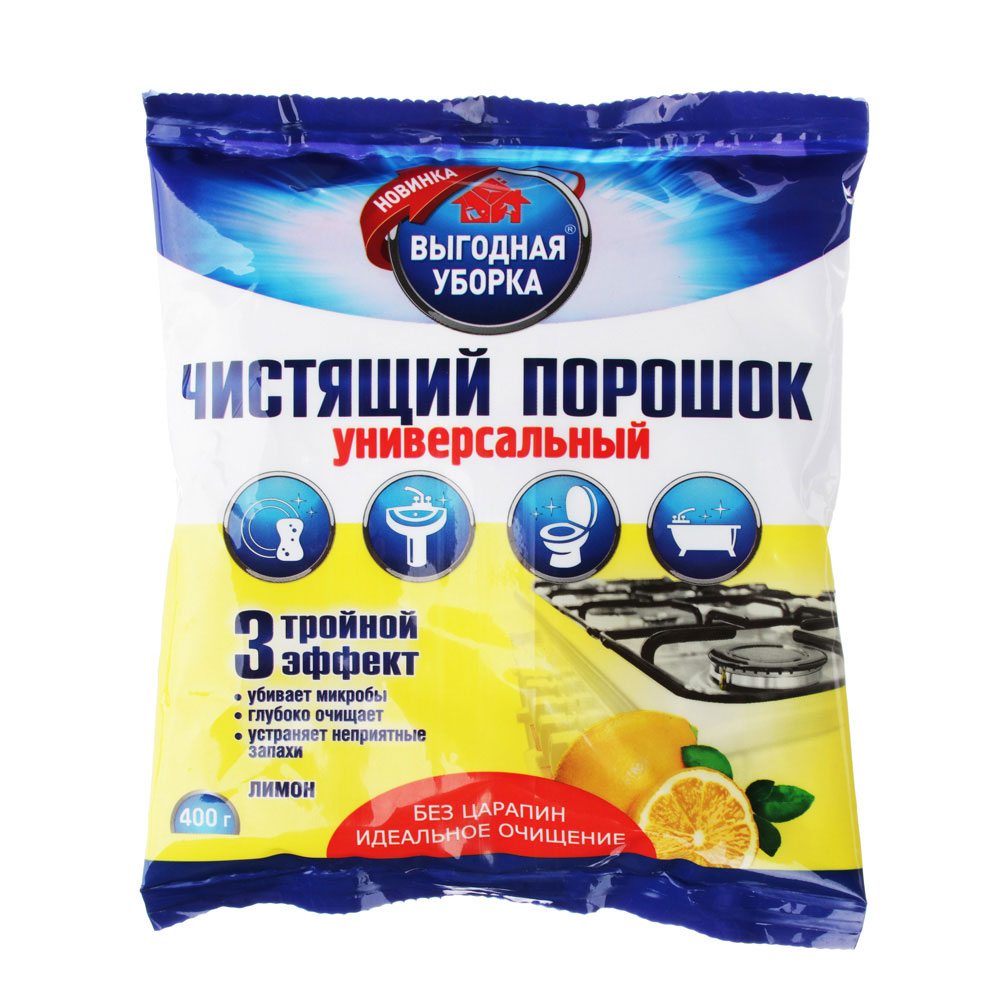 НОВИНКА
ВЫГОДНАЯ ®
УБОРКА
ЧИСТЯЩИЙ ПОРОШОК
универсальный
3 тройной
эффект
• убивает микробы
• глубоко очищает
• устраняет неприятные
запахи
ЛИМОН
400 г
БЕЗ ЦАРАПИН
ИДЕАЛЬНОЕ ОЧИЩЕНИЕ